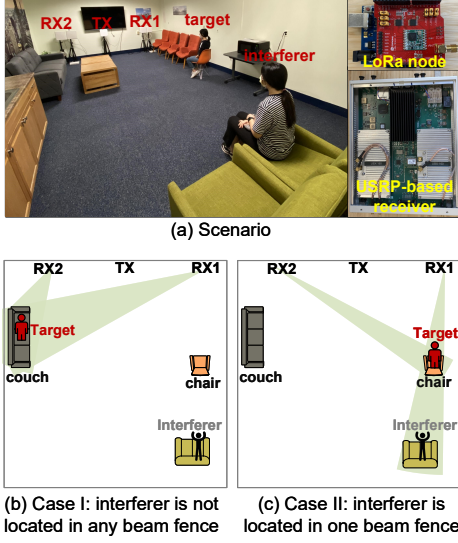 RX2 TX RX1 target
interferer
LoRa node
USRP-based
receiver
(a) Scenario
RX2 TX RX1
Target
couch
chair
Interferer
(b) Case I: interferer is not
located in any beam fence
RX2 TX RX1
Target
couch
chair
Interferer
(c) Case II: interferer is
located in one beam fence